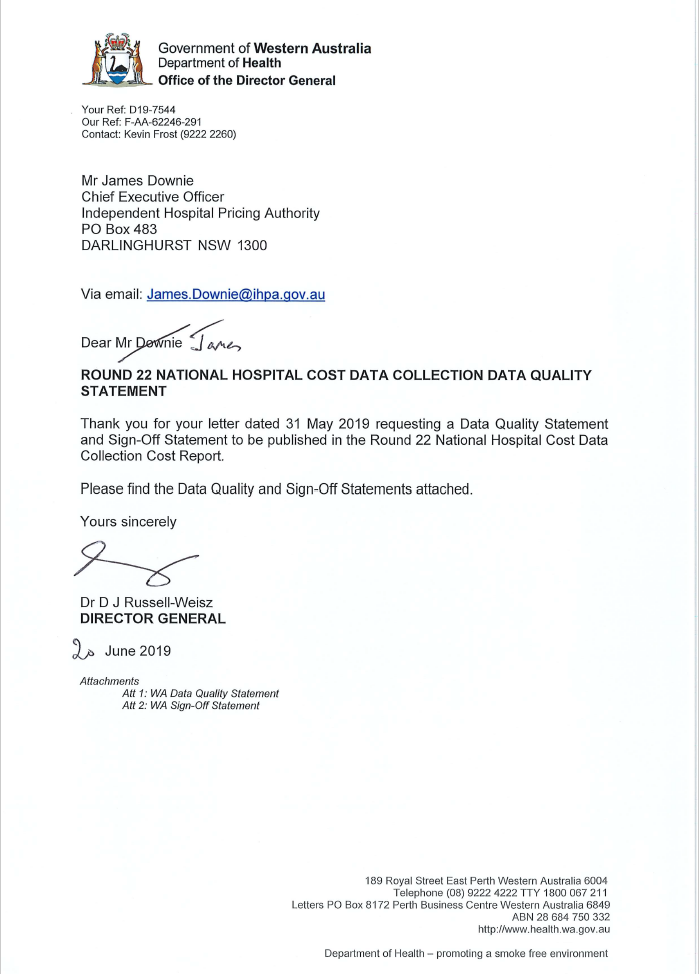 Government of Western Australia
Department of Health
Office of the Director General
Your Ref: D19-7544
Our Ref: F-AA-62246-291
Contact: Kevin Frost (9222 2260)
Mr James Downie
Chief Executive Officer
Independent Hospital Pricing Authority
PO Box 483
DARLINGHURST NSW 1300
Via email: James.Downie@ihpa.gov.au
Dear Mr Downie James
ROUND 22 NATIONAL HOSPITAL COST DATA COLLECTION DATA QUALITY
STATEMENT
Thank you for your letter dated 31 May 2019 requesting a Data Quality Statement
and Sign-Off Statement to be published in the Round 22 National Hospital Cost Data
Collection Cost Report.
Please find the Data Quality and Sign-Off Statements attached.
Yours sincerely
Dr D J Russell-Weisz
DIRECTOR GENERAL
20 June 2019
Attachments
Att 1: WA Data Quality Statement
Att 2: WA Sign-Off Statement
189 Royal Street East Perth Western Australia 6004
Telephone (08) 9222 4222 TTY 1800 067 211
Letters PO Box 8172 Perth Business Centre Western Australia 6849
ABN 28 684 750 332
http://www.health.wa.gov.au
Department of Health – promoting a smoke free environment